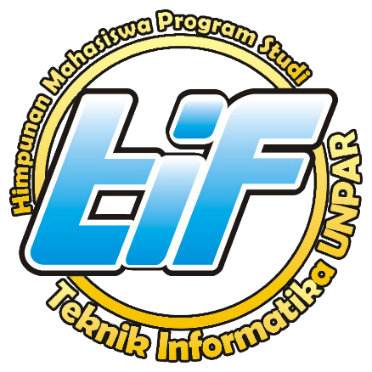 Himpunan Mahasiswa Program Studi
tiF
Teknik Informatika UNPAR